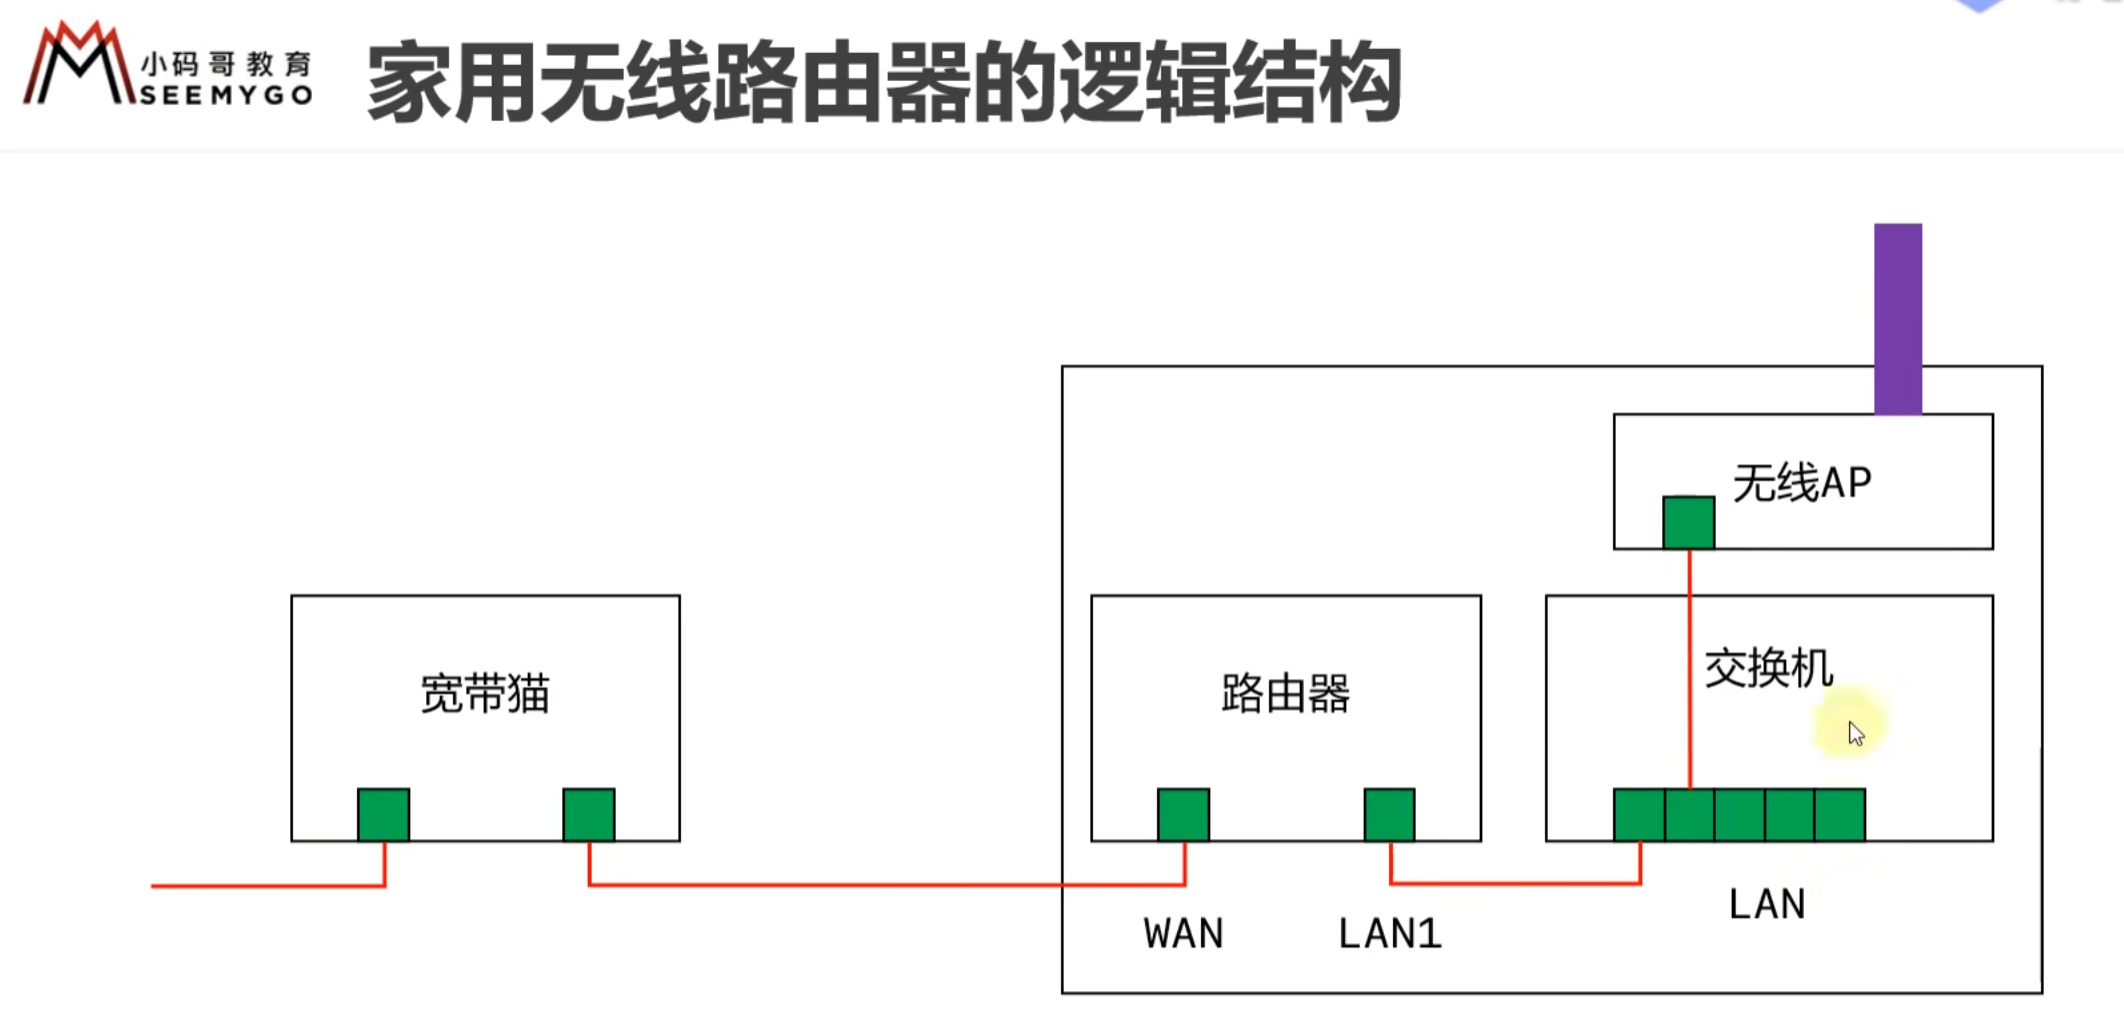 小码哥教育
SEEMYGO
家用无线路由器的逻辑结构
无线AP
宽带猫
路由器
交换机
WAN
LAN1
LAN